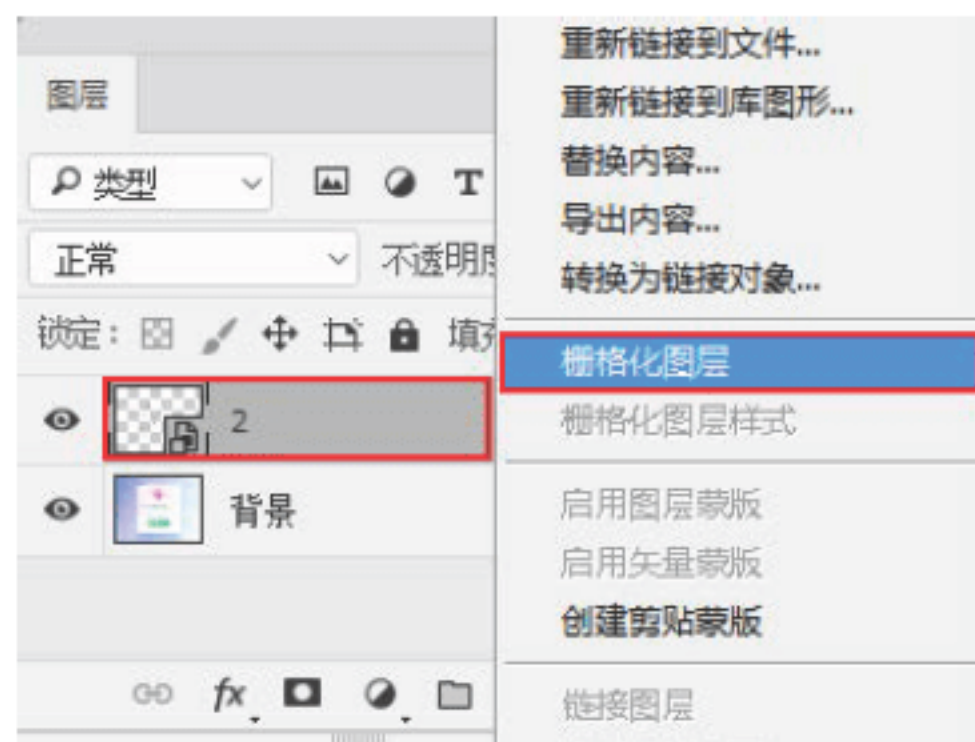 图层
类型
T
正常
不透明度
锁定：
填充
2
背景
fx
重新链接到文件...
重新链接到库图形...
替换内容...
导出内容...
转换为链接对象...
栅格化图层
栅格化图层样式
启用图层蒙版
启用矢量蒙版
创建剪贴蒙版
链接图层